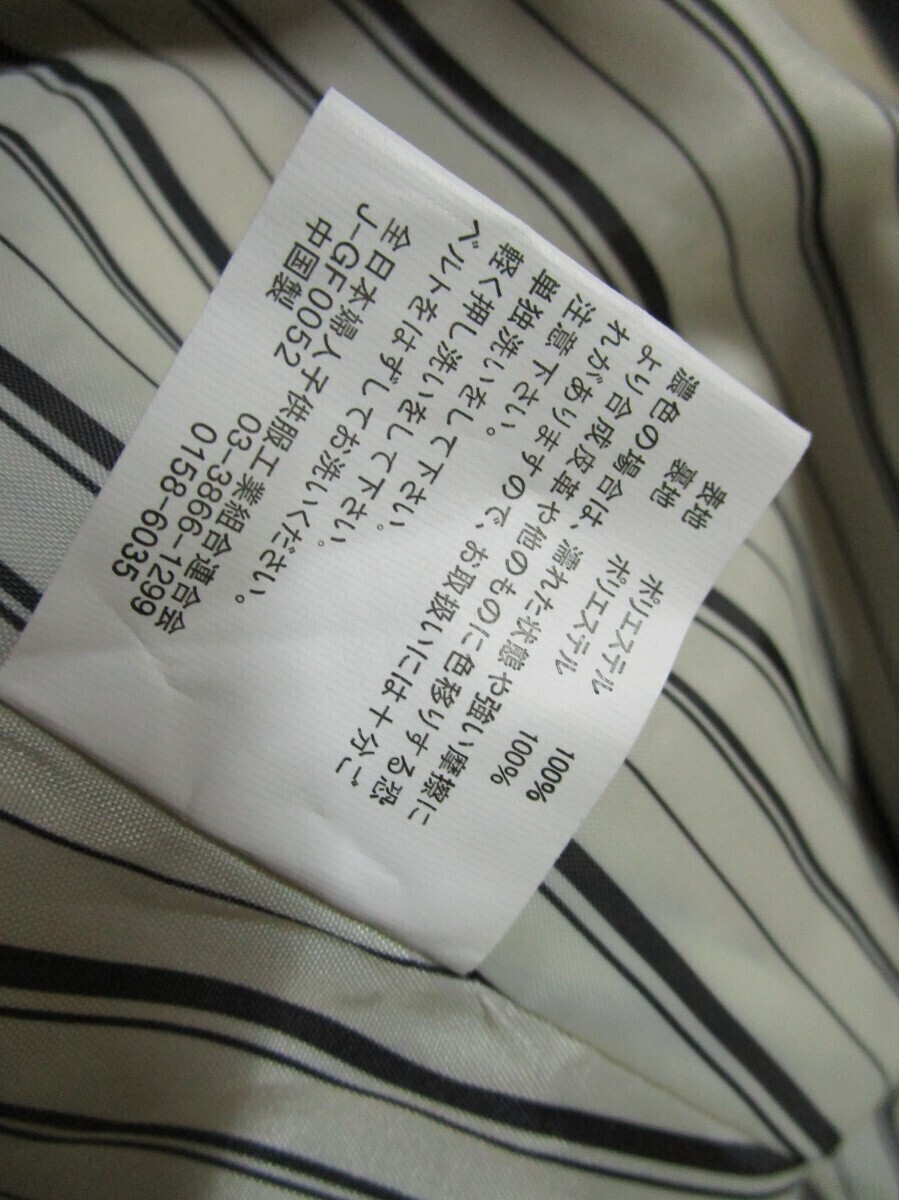 表地 ポリエステル 100%
裏地 ポリエステル 100%
濃色の場合は、濡れた状態や強い摩擦に
より合成皮革や他のものに色移りする恐
れがありますので、お取扱いには十分ご
注意下さい。
単独洗いをして下さい。
軽く押し洗いをして下さい。
ベルトをはずしてお洗いください。
全日本婦人子供服工業組合連合会
J-GF0052 03-3866-1299
中国製 0158-6035